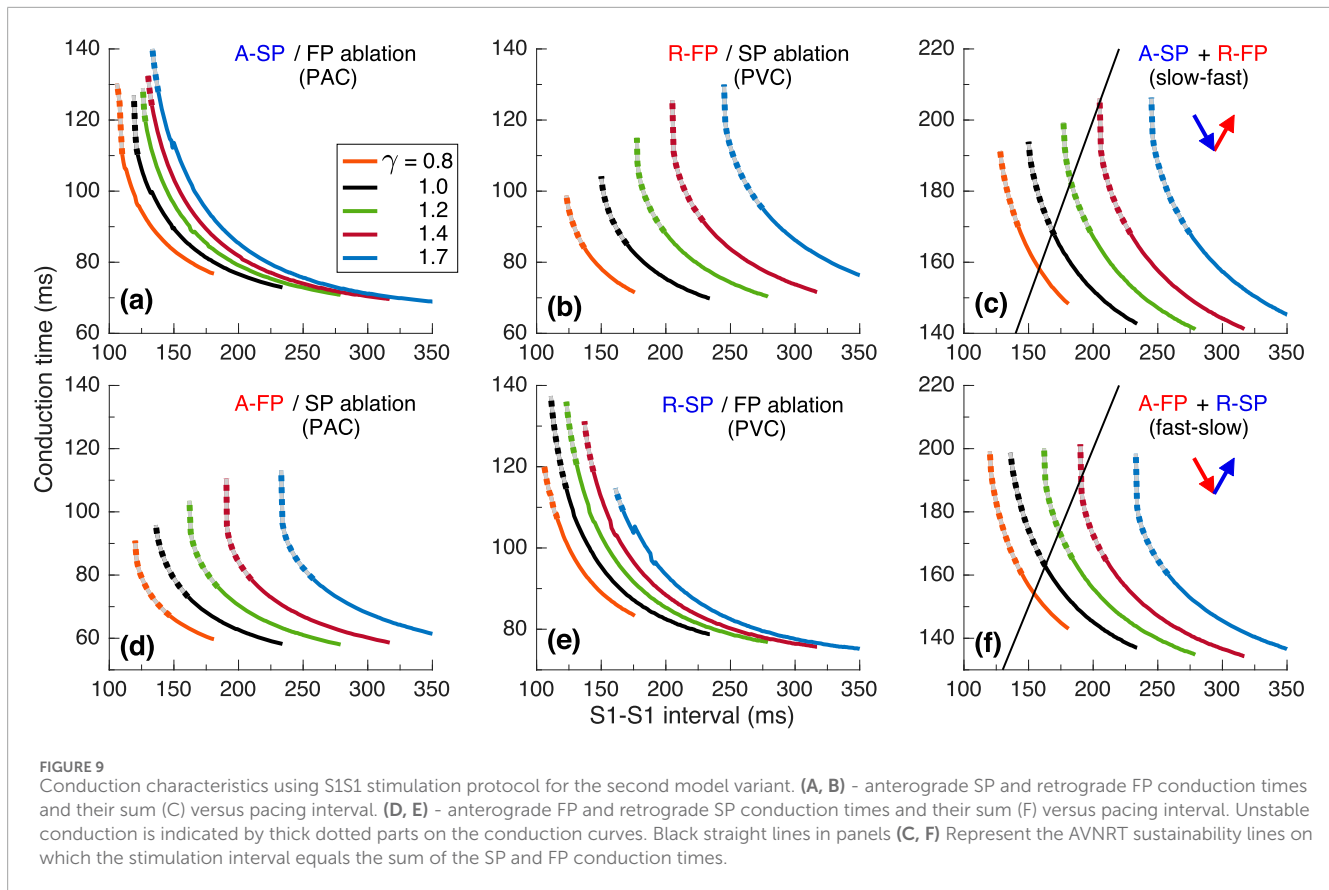 A-SP / FP ablation
(PAC)
γ = 0.8
1.0
1.2
1.4
1.7
(a)
140
120
100
80
60
100 150 200 250 300 350
R-FP / SP ablation
(PVC)
(b)
140
120
100
80
60
100 150 200 250 300 350
A-SP + R-FP
(slow-fast)
(c)
220
200
180
160
140
100 150 200 250 300 350
Conduction time (ms)
A-FP / SP ablation
(PAC)
(d)
140
120
100
80
60
100 150 200 250 300 350
R-SP / FP ablation
(PVC)
(e)
140
120
100
80
100 150 200 250 300 350
S1-S1 interval (ms)
A-FP + R-SP
(fast-slow)
(f)
220
200
180
160
140
100 150 200 250 300 350
FIGURE 9
Conduction characteristics using S1S1 stimulation protocol for the second model variant. (A, B) - anterograde SP and retrograde FP conduction times
and their sum (C) versus pacing interval. (D, E) - anterograde FP and retrograde SP conduction times and their sum (F) versus pacing interval. Unstable
conduction is indicated by thick dotted parts on the conduction curves. Black straight lines in panels (C, F) Represent the AVNRT sustainability lines on
which the stimulation interval equals the sum of the SP and FP conduction times.